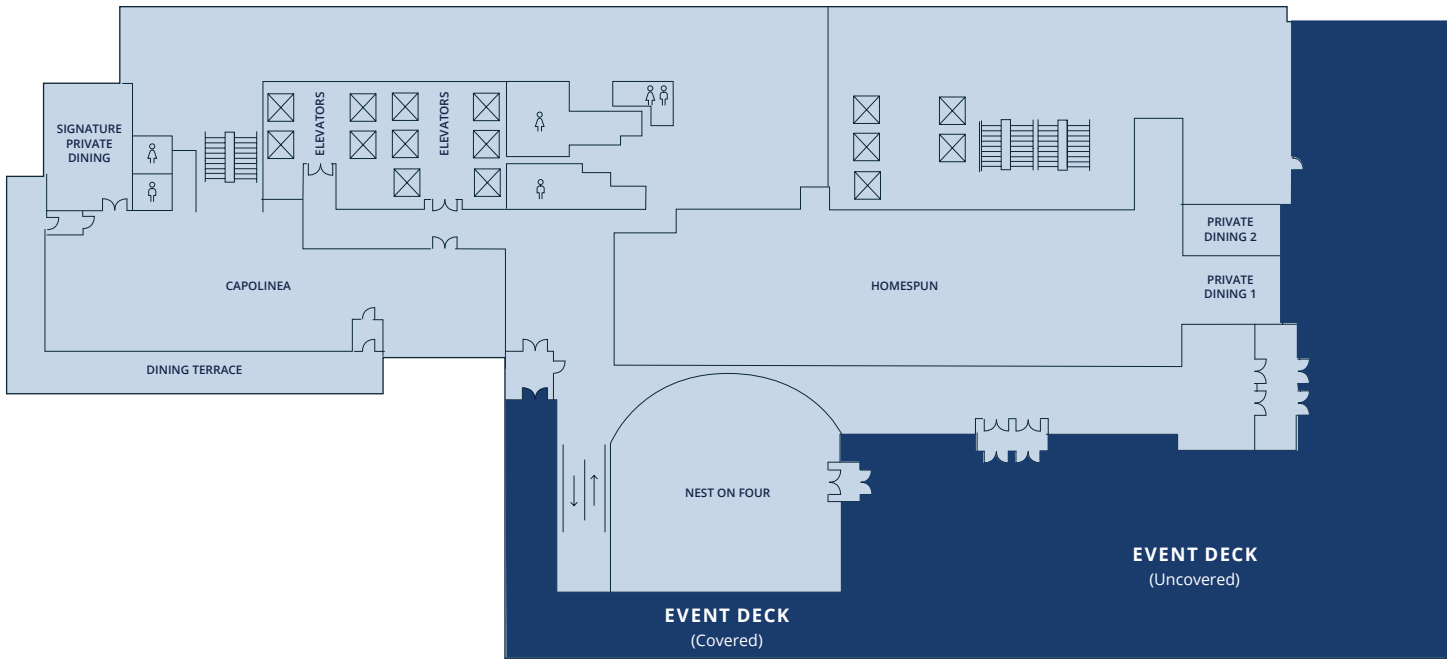 SIGNATURE
PRIVATE
DINING
ELEVATORS
ELEVATORS
PRIVATE
DINING 2
CAPOLINEA
HOMESPUN
PRIVATE
DINING 1
DINING TERRACE
NEST ON FOUR
EVENT DECK
(Uncovered)
EVENT DECK
(Covered)